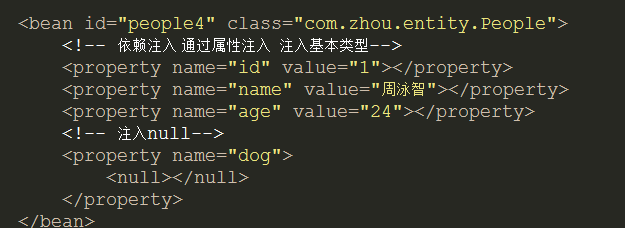 <bean id="people4" class="com.zhou.entity.People">
<!-- 依赖注入 通过属性注入 注入基本类型-->
<property name="id" value="1"></property>
<property name="name" value="周泳智"></property>
<property name="age" value="24"></property>
<!-- 注入null-->
<property name="dog">
<null></null>
</property>
</bean>